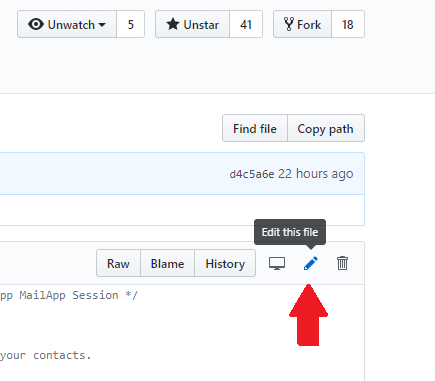 Unwatch 5 Unstar 41 Fork 18
Find file Copy path
d4c5a6e 22 hours ago
Edit this file
Raw Blame History
pp MailApp Session */
your contacts.